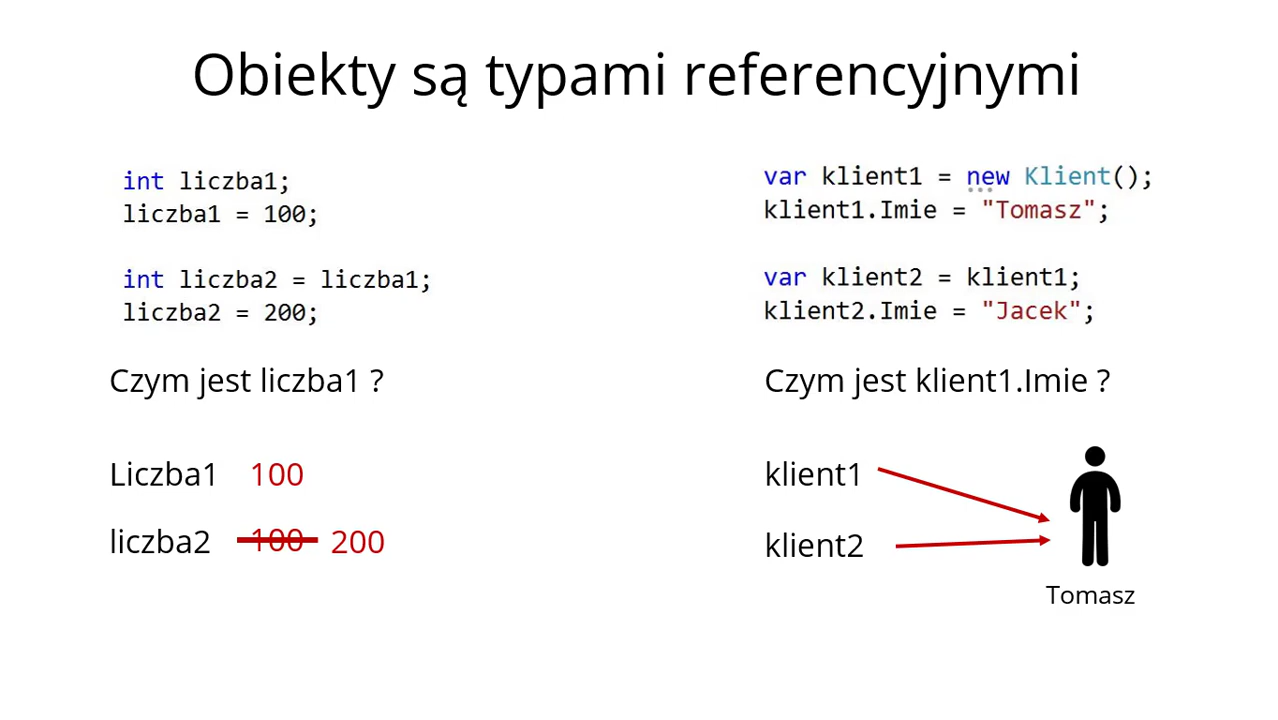 Obiekty są typami referencyjnymi
int liczba1;
liczba1 = 100;
int liczba2 = liczba1;
liczba2 = 200;
Czym jest liczba1 ?
Liczba1 100
liczba2 100 200
var klient1 = new Klient();
klient1.Imie = "Tomasz";
var klient2 = klient1;
klient2.Imie = "Jacek";
Czym jest klient1.Imie ?
klient1
klient2
Tomasz